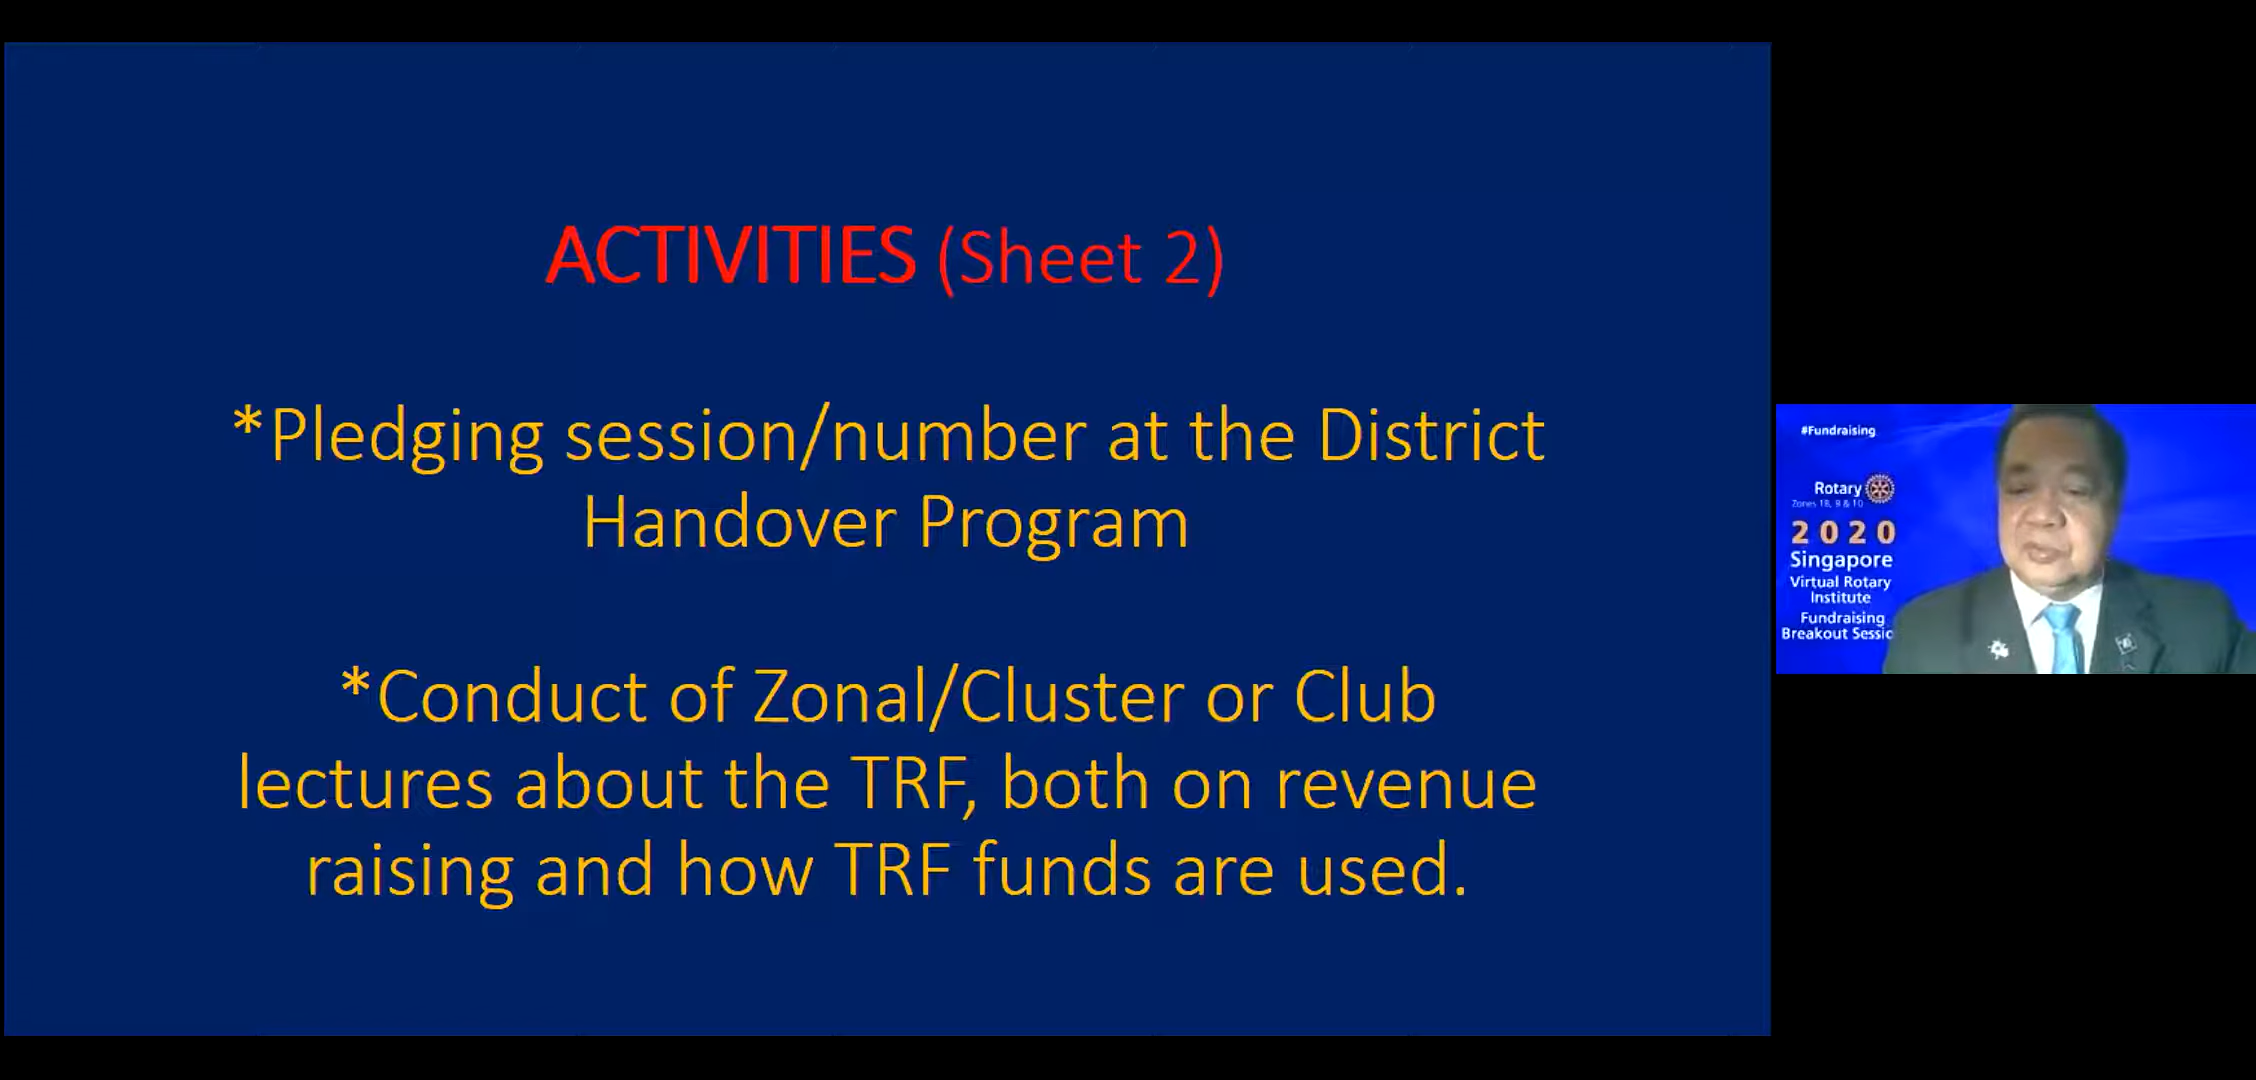 ACTIVITIES (Sheet 2)
*Pledging session/number at the District
Handover Program
*Conduct of Zonal/Cluster or Club
lectures about the TRF, both on revenue
raising and how TRF funds are used.
#Fundraising
Rotary
Zones 1B, 9 & 10
2020
Singapore
Virtual Rotary
Institute
Fundraising
Breakout Sessio